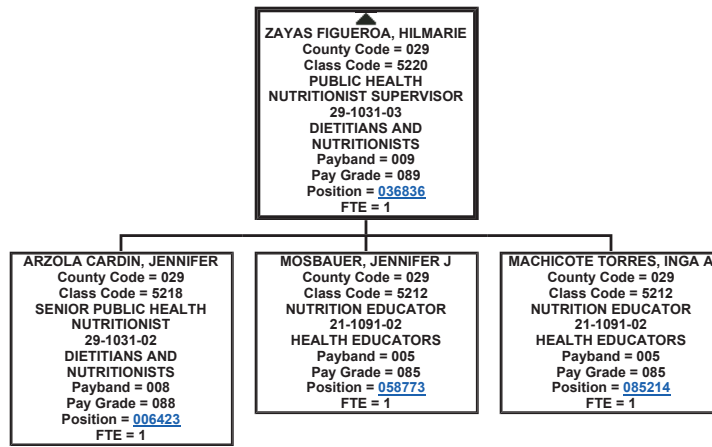 ZAYAS FIGUEROA, HILMARIE
County Code = 029
Class Code = 5220
PUBLIC HEALTH
NUTRITIONIST SUPERVISOR
29-1031-03
DIETITIANS AND
NUTRITIONISTS
Payband = 009
Pay Grade = 089
Position = 036836
FTE = 1
ARZOLA CARDIN, JENNIFER
County Code = 029
Class Code = 5218
SENIOR PUBLIC HEALTH
NUTRITIONIST
29-1031-02
DIETITIANS AND
NUTRITIONISTS
Payband = 008
Pay Grade = 088
Position = 006423
FTE = 1
MOSBAUER, JENNIFER J
County Code = 029
Class Code = 5212
NUTRITION EDUCATOR
21-1091-02
HEALTH EDUCATORS
Payband = 005
Pay Grade = 085
Position = 058773
FTE = 1
MACHICOTE TORRES, INGA A
County Code = 029
Class Code = 5212
NUTRITION EDUCATOR
21-1091-02
HEALTH EDUCATORS
Payband = 005
Pay Grade = 085
Position = 085214
FTE = 1